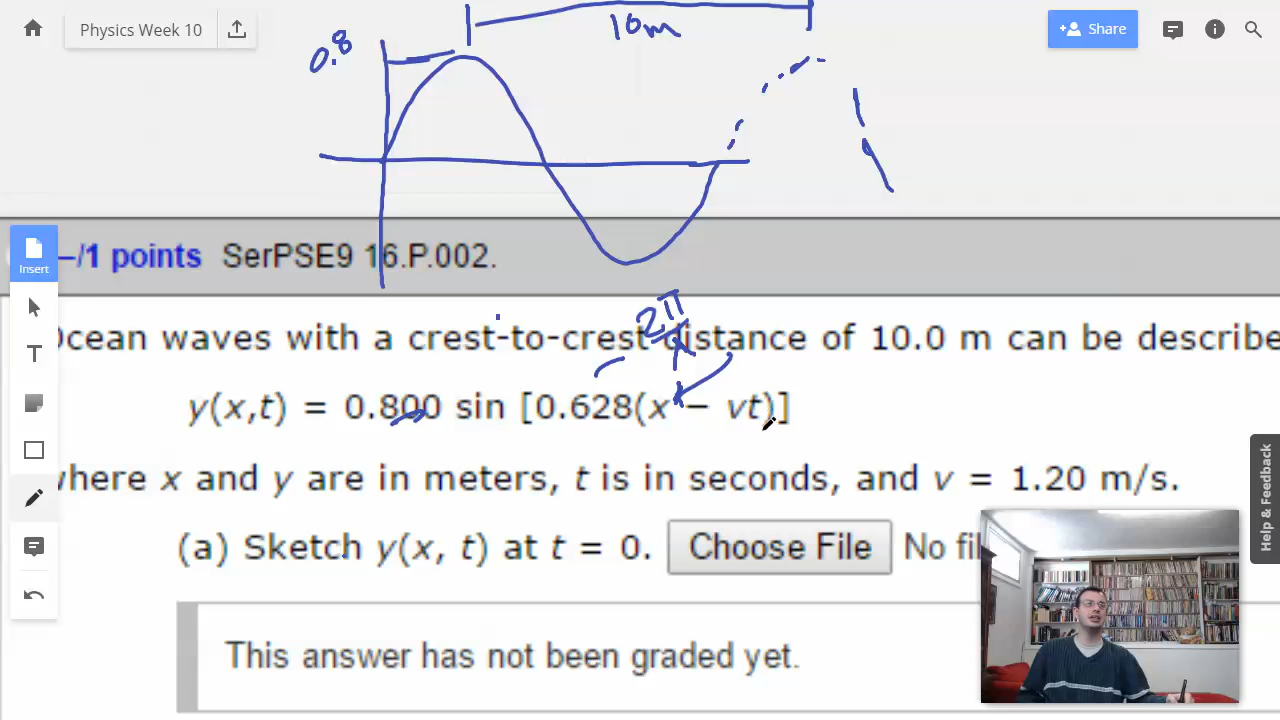 Physics Week 10
Share
10m
0.8
Insert
–/1 points SerPSE9 16.P.002.
2π
λ
Ocean waves with a crest-to-crest distance of 10.0 m can be describe
y(x,t) = 0.800 sin [0.628(x − vt)]
where x and y are in meters, t is in seconds, and v = 1.20 m/s.
(a) Sketch y(x, t) at t = 0. Choose File No fil
This answer has not been graded yet.
Help & Feedback
T